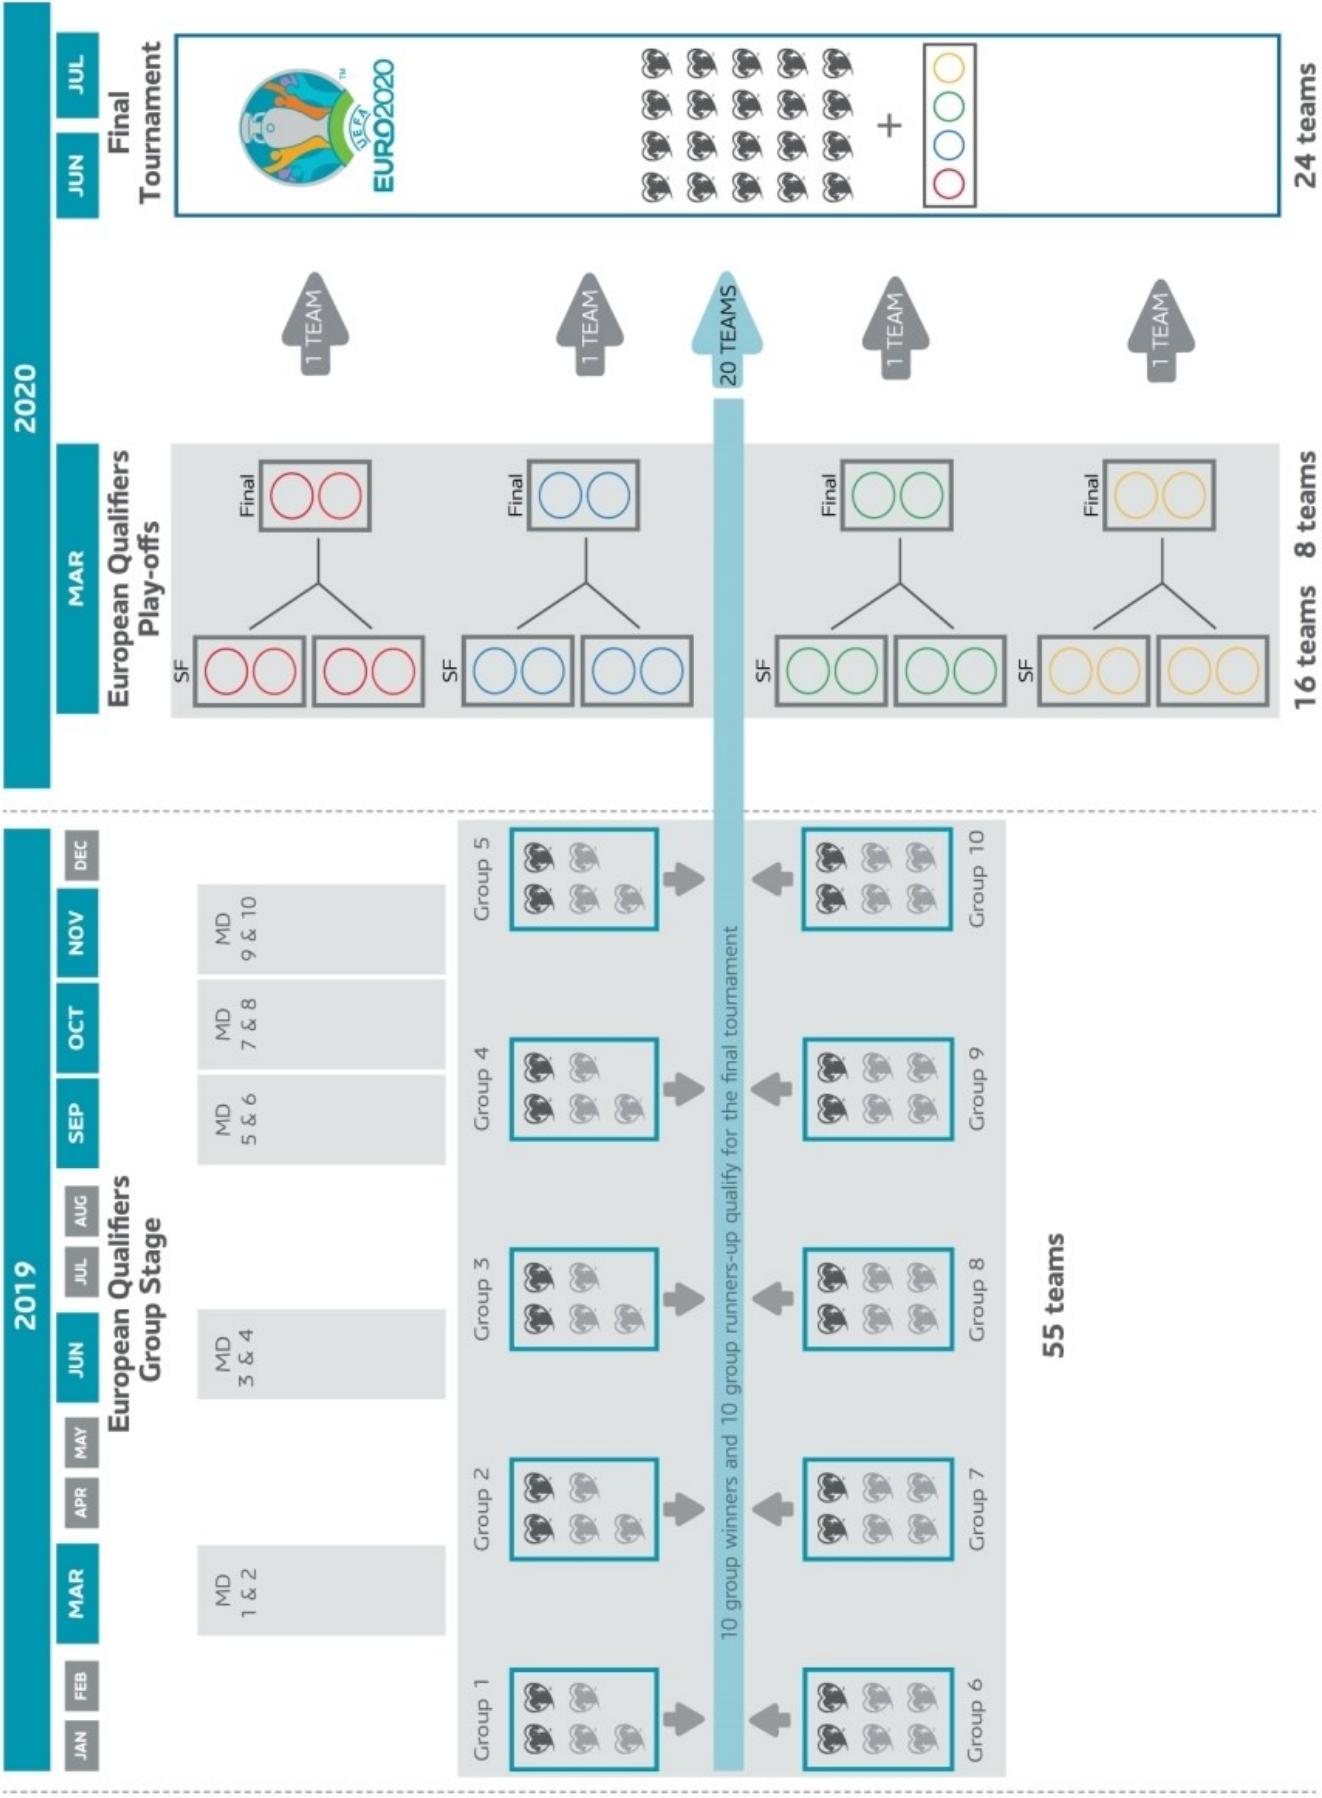 2019
2020
JAN
FEB
MAR
APR
MAY
JUN
JUL
AUG
SEP
OCT
NOV
DEC
MAR
JUN
JUL
European Qualifiers
Group Stage
European Qualifiers
Play-offs
Final
Tournament
MD
1 & 2
MD
3 & 4
MD
5 & 6
MD
7 & 8
MD
9 & 10
Group 1
Group 2
Group 3
Group 4
Group 5
10 group winners and 10 group runners-up qualify for the final tournament
Group 6
Group 7
Group 8
Group 9
Group 10
55 teams
SF
Final
1 TEAM
SF
Final
1 TEAM
20 TEAMS
SF
Final
1 TEAM
SF
Final
1 TEAM
16 teams
8 teams
TM
UEFA
EURO2020
+
24 teams